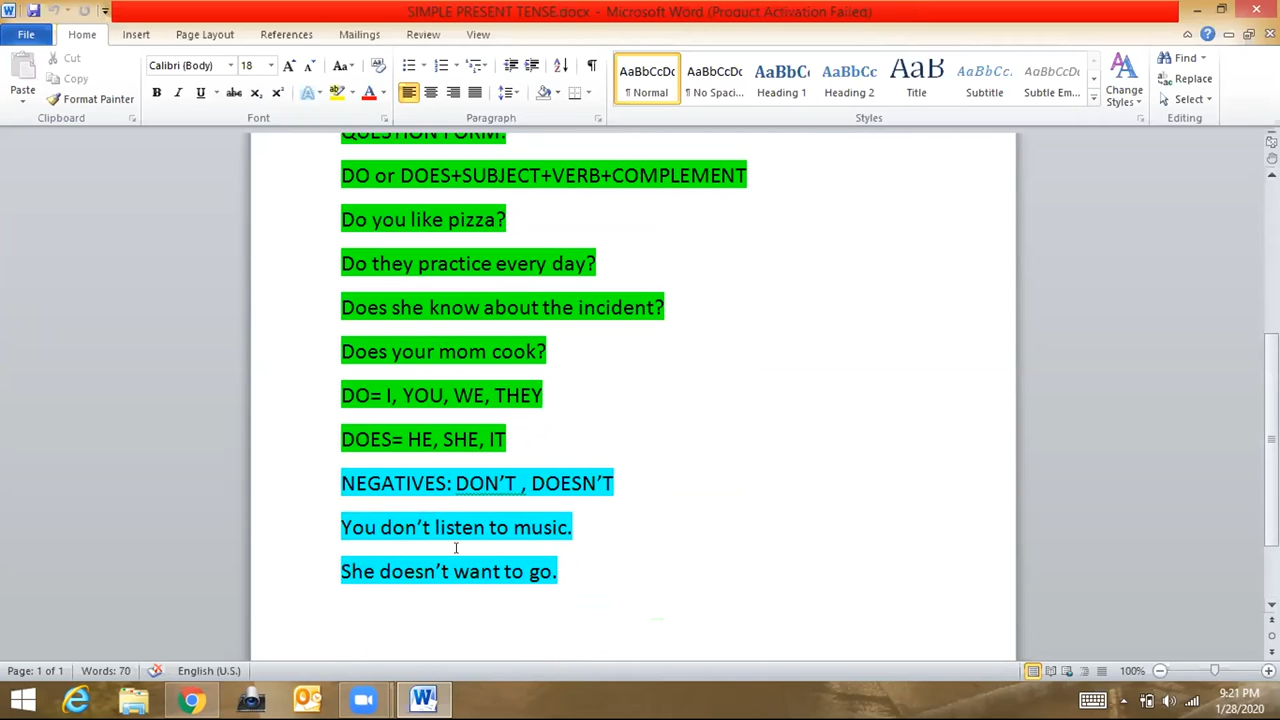 SIMPLE PRESENT TENSE.docx - Microsoft Word (Product Activation Failed)
File Home Insert Page Layout References Mailings Review View
Cut
Copy
Format Painter
Paste
Clipboard
Calibri (Body) 18
Font
Paragraph
AaBbCcDc AaBbCcDc AaBbC AaBbCc AaB AaBbCcI AaBbCcDc
¶ Normal ¶ No Spaci... Heading 1 Heading 2 Title Subtitle Subtle Em...
Change Styles
Styles
Find
Replace
Select
Editing
QUESTION FORM:
DO or DOES+SUBJECT+VERB+COMPLEMENT
Do you like pizza?
Do they practice every day?
Does she know about the incident?
Does your mom cook?
DO= I, YOU, WE, THEY
DOES= HE, SHE, IT
NEGATIVES: DON’T , DOESN’T
You don’t listen to music.
She doesn’t want to go.
Page: 1 of 1 Words: 70 English (U.S.) 100%
9:21 PM
1/28/2020